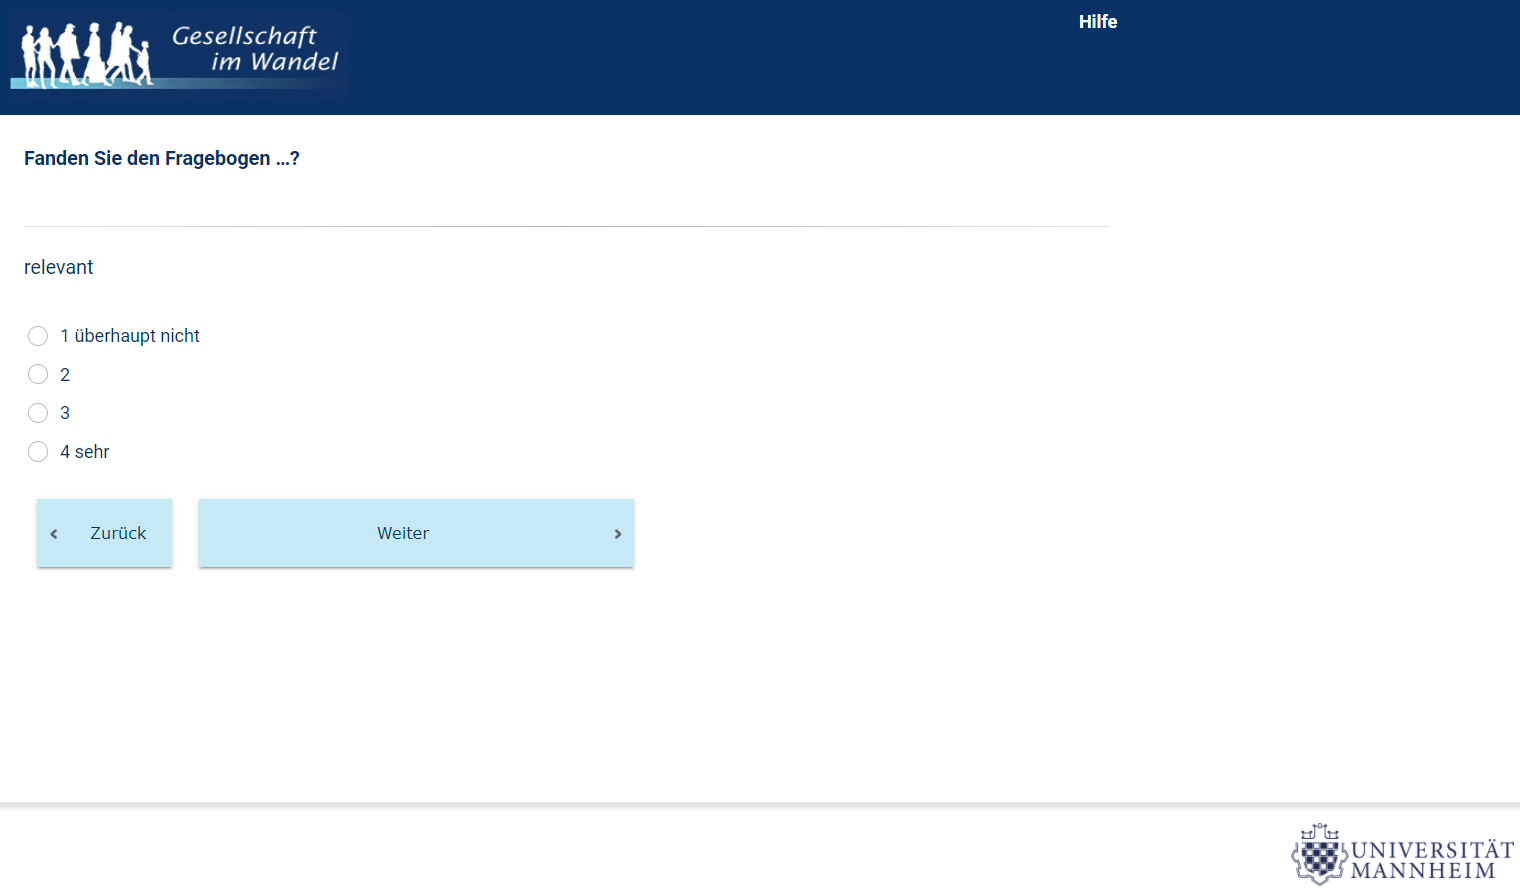 Gesellschaft
im Wandel
Hilfe
Fanden Sie den Fragebogen ...?
relevant
1 überhaupt nicht
2
3
4 sehr
Zurück
Weiter
UNIVERSITÄT
MANNHEIM